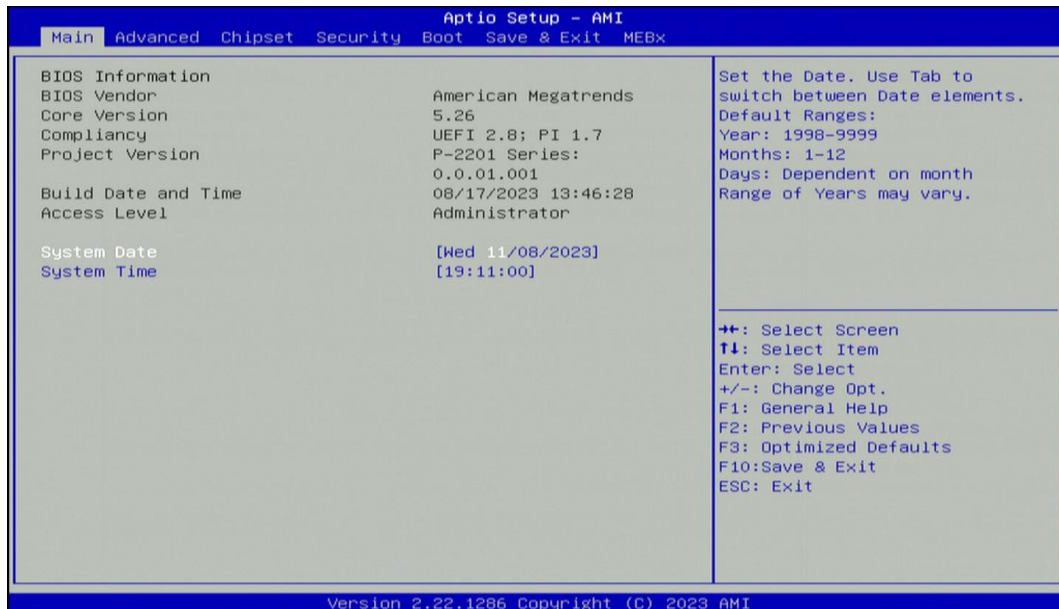 Aptio Setup – AMI
Main Advanced Chipset Security Boot Save & Exit MEBx
BIOS Information
BIOS Vendor American Megatrends
Core Version 5.26
Compliancy UEFI 2.8; PI 1.7
Project Version P-2201 Series:
0.0.01.001
Build Date and Time 08/17/2023 13:46:28
Access Level Administrator
System Date [Wed 11/08/2023]
System Time [19:11:00]
Set the Date. Use Tab to
switch between Date elements.
Default Ranges:
Year: 1998-9999
Months: 1-12
Days: Dependent on month
Range of Years may vary.
→←: Select Screen
↑↓: Select Item
Enter: Select
+/-: Change Opt.
F1: General Help
F2: Previous Values
F3: Optimized Defaults
F10:Save & Exit
ESC: Exit
Version 2.22.1286 Copyright (C) 2023 AMI